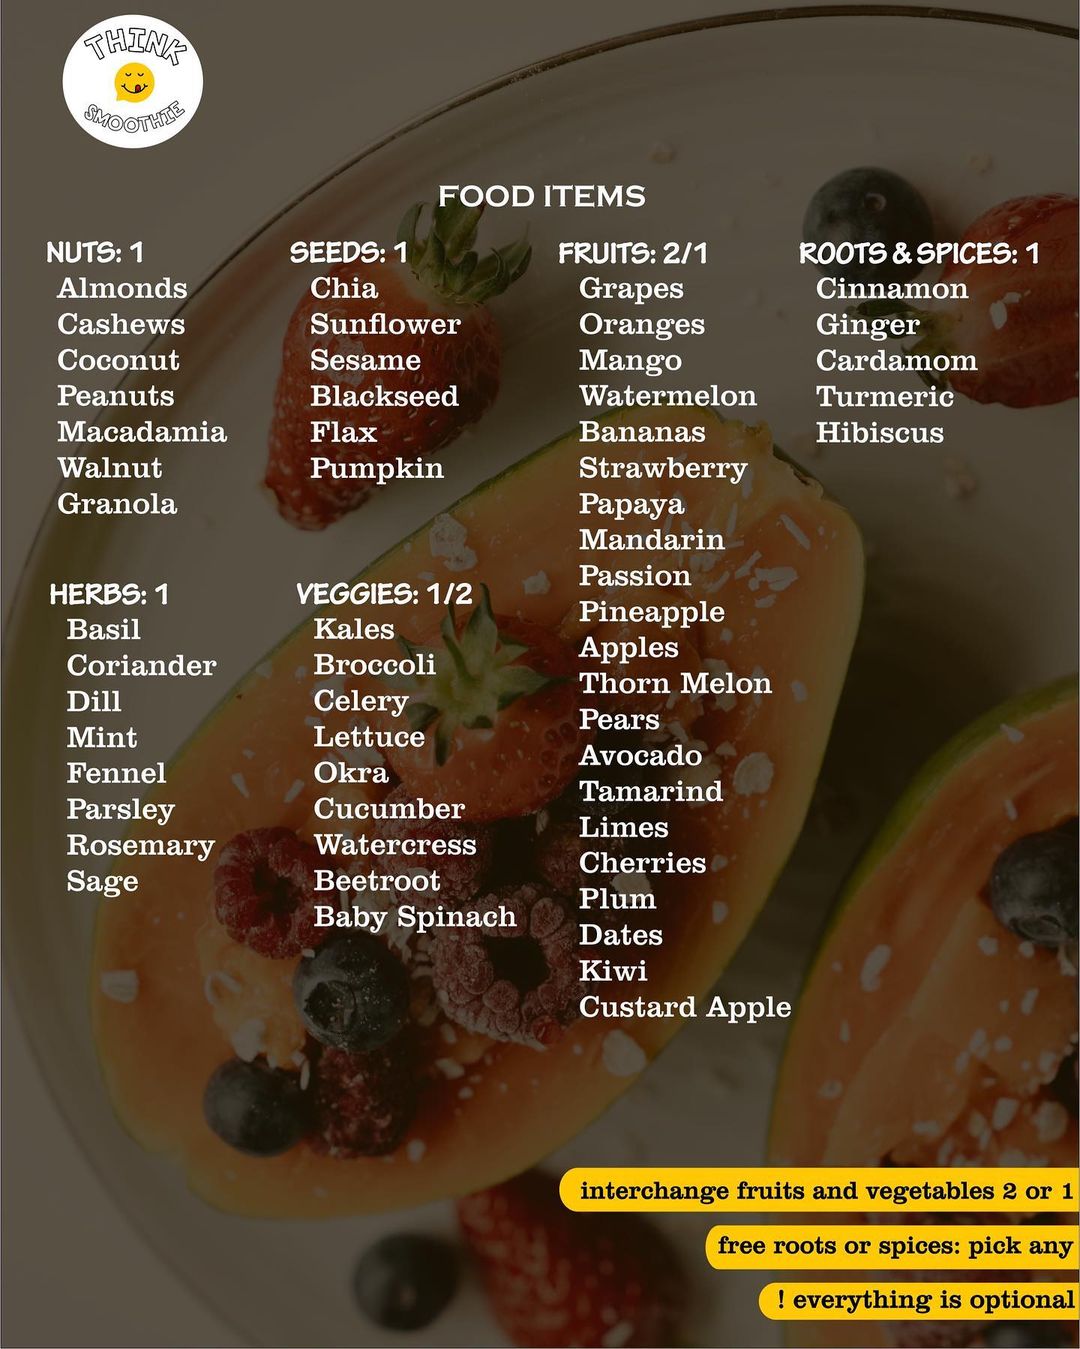 THINK
SMOOTHIE
FOOD ITEMS
NUTS: 1
Almonds
Cashews
Coconut
Peanuts
Macadamia
Walnut
Granola
SEEDS: 1
Chia
Sunflower
Sesame
Blackseed
Flax
Pumpkin
FRUITS: 2/1
Grapes
Oranges
Mango
Watermelon
Bananas
Strawberry
Papaya
Mandarin
Passion
Pineapple
Apples
Thorn Melon
Pears
Avocado
Tamarind
Limes
Cherries
Plum
Dates
Kiwi
Custard Apple
ROOTS & SPICES: 1
Cinnamon
Ginger
Cardamom
Turmeric
Hibiscus
HERBS: 1
Basil
Coriander
Dill
Mint
Fennel
Parsley
Rosemary
Sage
VEGGIES: 1/2
Kales
Broccoli
Celery
Lettuce
Okra
Cucumber
Watercress
Beetroot
Baby Spinach
interchange fruits and vegetables 2 or 1
free roots or spices: pick any
! everything is optional